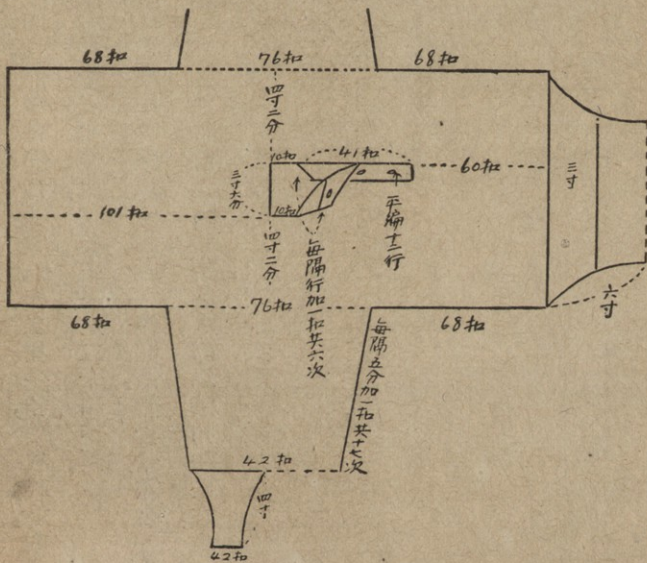 68扣
76扣
68扣
四寸二分
10扣
41扣
60扣
三寸
三寸六分
10扣
101扣
四寸二分
每隔行加一扣共六次
平編十二行
六寸
68扣
76扣
68扣
每隔五分加一扣共十七次
42扣
四寸
42扣